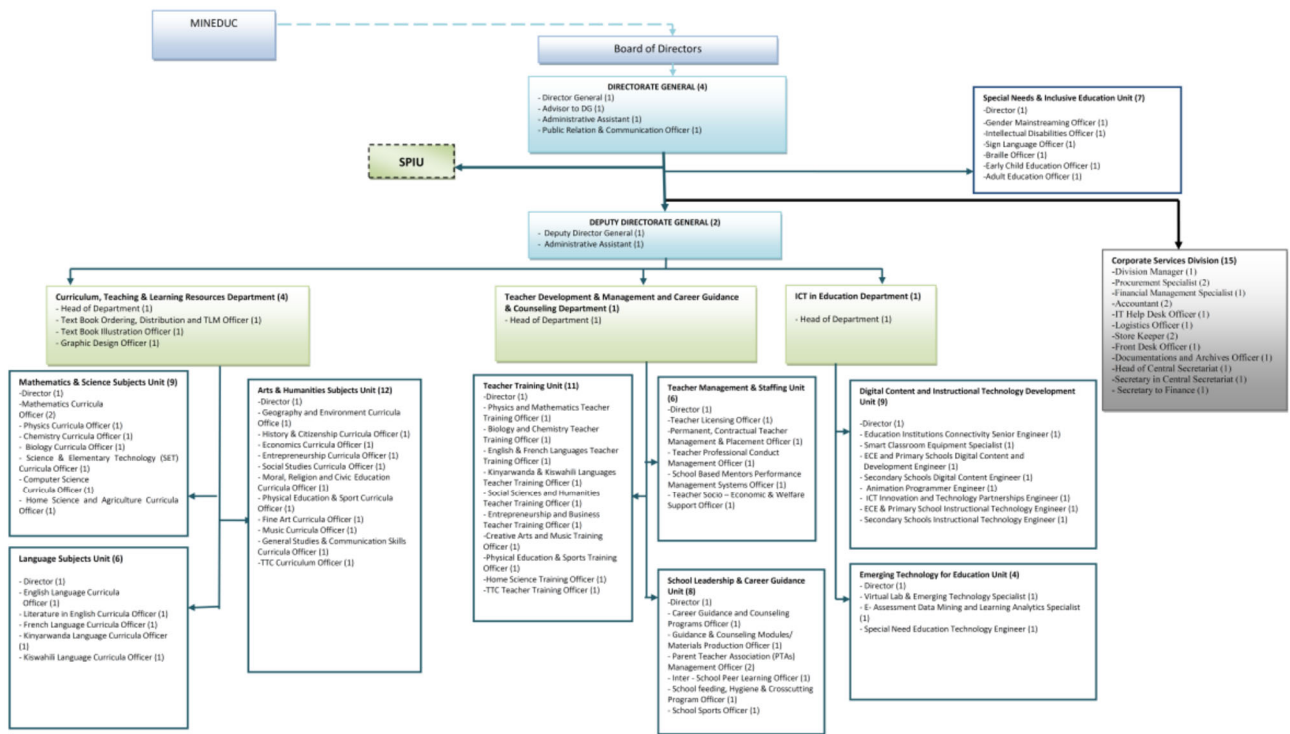 MINEDUC
Board of Directors
DIRECTORATE GENERAL (4)
- Director General (1)
- Advisor to DG (1)
- Administrative Assistant (1)
- Public Relation & Communication Officer (1)
Special Needs & Inclusive Education Unit (7)
-Director (1)
-Gender Mainstreaming Officer (1)
-Intellectual Disabilities Officer (1)
-Sign Language Officer (1)
-Braille Officer (1)
-Early Child Education Officer (1)
-Adult Education Officer (1)
SPIU
DEPUTY DIRECTORATE GENERAL (2)
- Deputy Director General (1)
- Administrative Assistant (1)
Corporate Services Division (15)
-Division Manager (1)
-Procurement Specialist (2)
-Financial Management Specialist (1)
-Accountant (2)
-IT Help Desk Officer (1)
-Logistics Officer (1)
-Store Keeper (2)
-Front Desk Officer (1)
-Documentations and Archives Officer (1)
-Head of Central Secretariat (1)
-Secretary in Central Secretariat (1)
- Secretary to Finance (1)
Curriculum, Teaching & Learning Resources Department (4)
- Head of Department (1)
- Text Book Ordering, Distribution and TLM Officer (1)
- Text Book Illustration Officer (1)
- Graphic Design Officer (1)
Teacher Development & Management and Career Guidance
& Counseling Department (1)
- Head of Department (1)
ICT in Education Department (1)
- Head of Department (1)
Mathematics & Science Subjects Unit (9)
-Director (1)
-Mathematics Curricula
Officer (2)
- Physics Curricula Officer (1)
- Chemistry Curricula Officer (1)
- Biology Curricula Officer (1)
- Science & Elementary Technology (SET)
Curricula Officer (1)
- Computer Science
Curricula Officer (1)
- Home Science and Agriculture Curricula
Officer (1)
Arts & Humanities Subjects Unit (12)
-Director (1)
- Geography and Environment Curricula
Office (1)
- History & Citizenship Curricula Officer (1)
- Economics Curricula Officer (1)
- Entrepreneurship Curricula Officer (1)
- Social Studies Curricula Officer (1)
- Moral, Religion and Civic Education
Curricula Officer (1)
- Physical Education & Sport Curricula
Officer (1)
- Fine Art Curricula Officer (1)
- Music Curricula Officer (1)
- General Studies & Communication Skills
Curricula Officer (1)
-TTC Curriculum Officer (1)
Teacher Training Unit (11)
-Director (1)
- Physics and Mathematics Teacher
Training Officer (1)
- Biology and Chemistry Teacher
Training Officer (1)
- English & French Languages Teacher
Training Officer (1)
- Kinyarwanda & Kiswahili Languages
Teacher Training Officer (1)
- Social Sciences and Humanities
Teacher Training Officer (1)
- Entrepreneurship and Business
Teacher Training Officer (1)
-Creative Arts and Music Training
Officer (1)
-Physical Education & Sports Training
Officer (1)
-Home Science Training Officer (1)
- TTC Teacher Training Officer (1)
Teacher Management & Staffing Unit
(6)
-Director (1)
-Teacher Licensing Officer (1)
-Permanent, Contractual Teacher
Management & Placement Officer (1)
- Teacher Professional Conduct
Management Officer (1)
- School Based Mentors Performance
Management Systems Officer (1)
- Teacher Socio – Economic & Welfare
Support Officer (1)
Digital Content and Instructional Technology Development
Unit (9)
- Director (1)
- Education Institutions Connectivity Senior Engineer (1)
- Smart Classroom Equipment Specialist (1)
- ECE and Primary Schools Digital Content and
Development Engineer (1)
- Secondary Schools Digital Content Engineer (1)
- Animation Programmer Engineer (1)
- ICT Innovation and Technology Partnerships Engineer (1)
- ECE & Primary School Instructional Technology Engineer (1)
- Secondary Schools Instructional Technology Engineer (1)
Language Subjects Unit (6)
- Director (1)
- English Language Curricula
Officer (1)
- Literature in English Curricula Officer (1)
- French Language Curricula Officer (1)
- Kinyarwanda Language Curricula Officer
(1)
- Kiswahili Language Curricula Officer (1)
School Leadership & Career Guidance
Unit (8)
-Director (1)
- Career Guidance and Counseling
Programs Officer (1)
- Guidance & Counseling Modules/
Materials Production Officer (1)
- Parent Teacher Association (PTAs)
Management Officer (2)
- Inter - School Peer Learning Officer (1)
- School feeding, Hygiene & Crosscutting
Program Officer (1)
- School Sports Officer (1)
Emerging Technology for Education Unit (4)
- Director (1)
- Virtual Lab & Emerging Technology Specialist (1)
- E- Assessment Data Mining and Learning Analytics Specialist
(1)
- Special Need Education Technology Engineer (1)